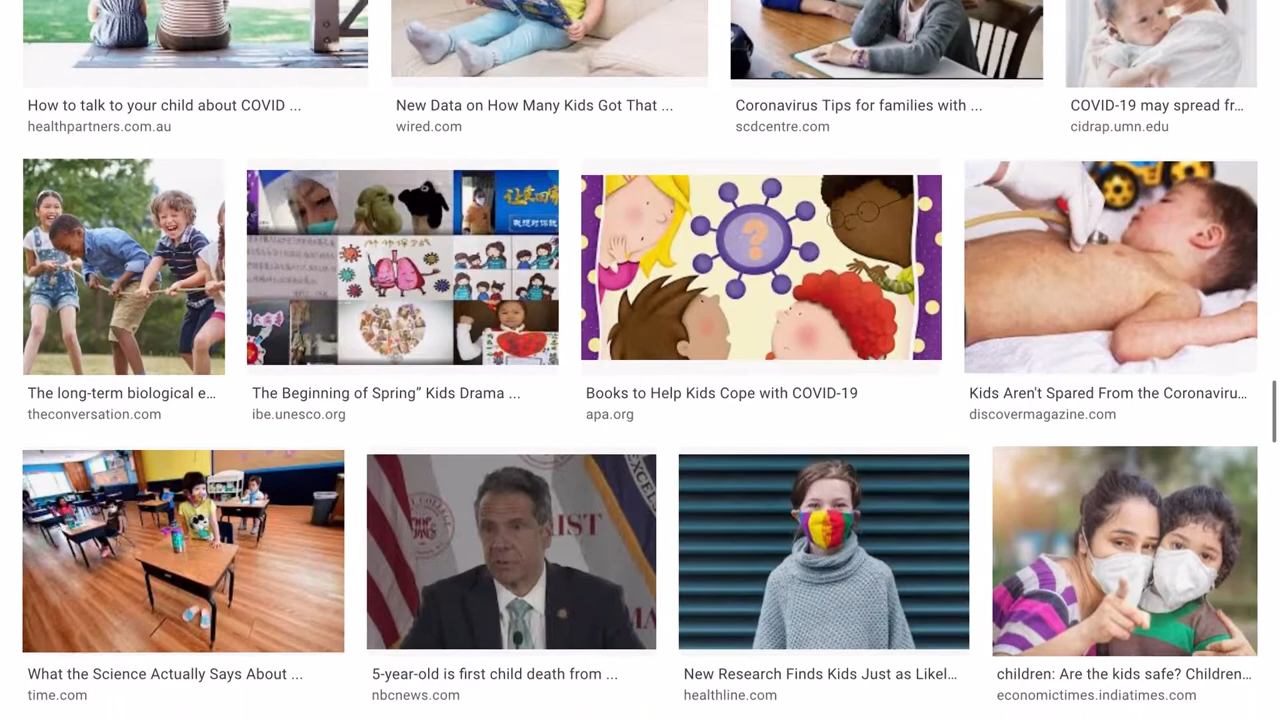 How to talk to your child about COVID ...
healthpartners.com.au
New Data on How Many Kids Got That ...
wired.com
Coronavirus Tips for families with ...
scdcentre.com
COVID-19 may spread fr...
cidrap.umn.edu
?
The long-term biological e...
theconversation.com
The Beginning of Spring” Kids Drama ...
ibe.unesco.org
Books to Help Kids Cope with COVID-19
apa.org
Kids Aren't Spared From the Coronaviru...
discovermagazine.com
What the Science Actually Says About ...
time.com
5-year-old is first child death from ...
nbcnews.com
New Research Finds Kids Just as Likel...
healthline.com
children: Are the kids safe? Children...
economictimes.indiatimes.com